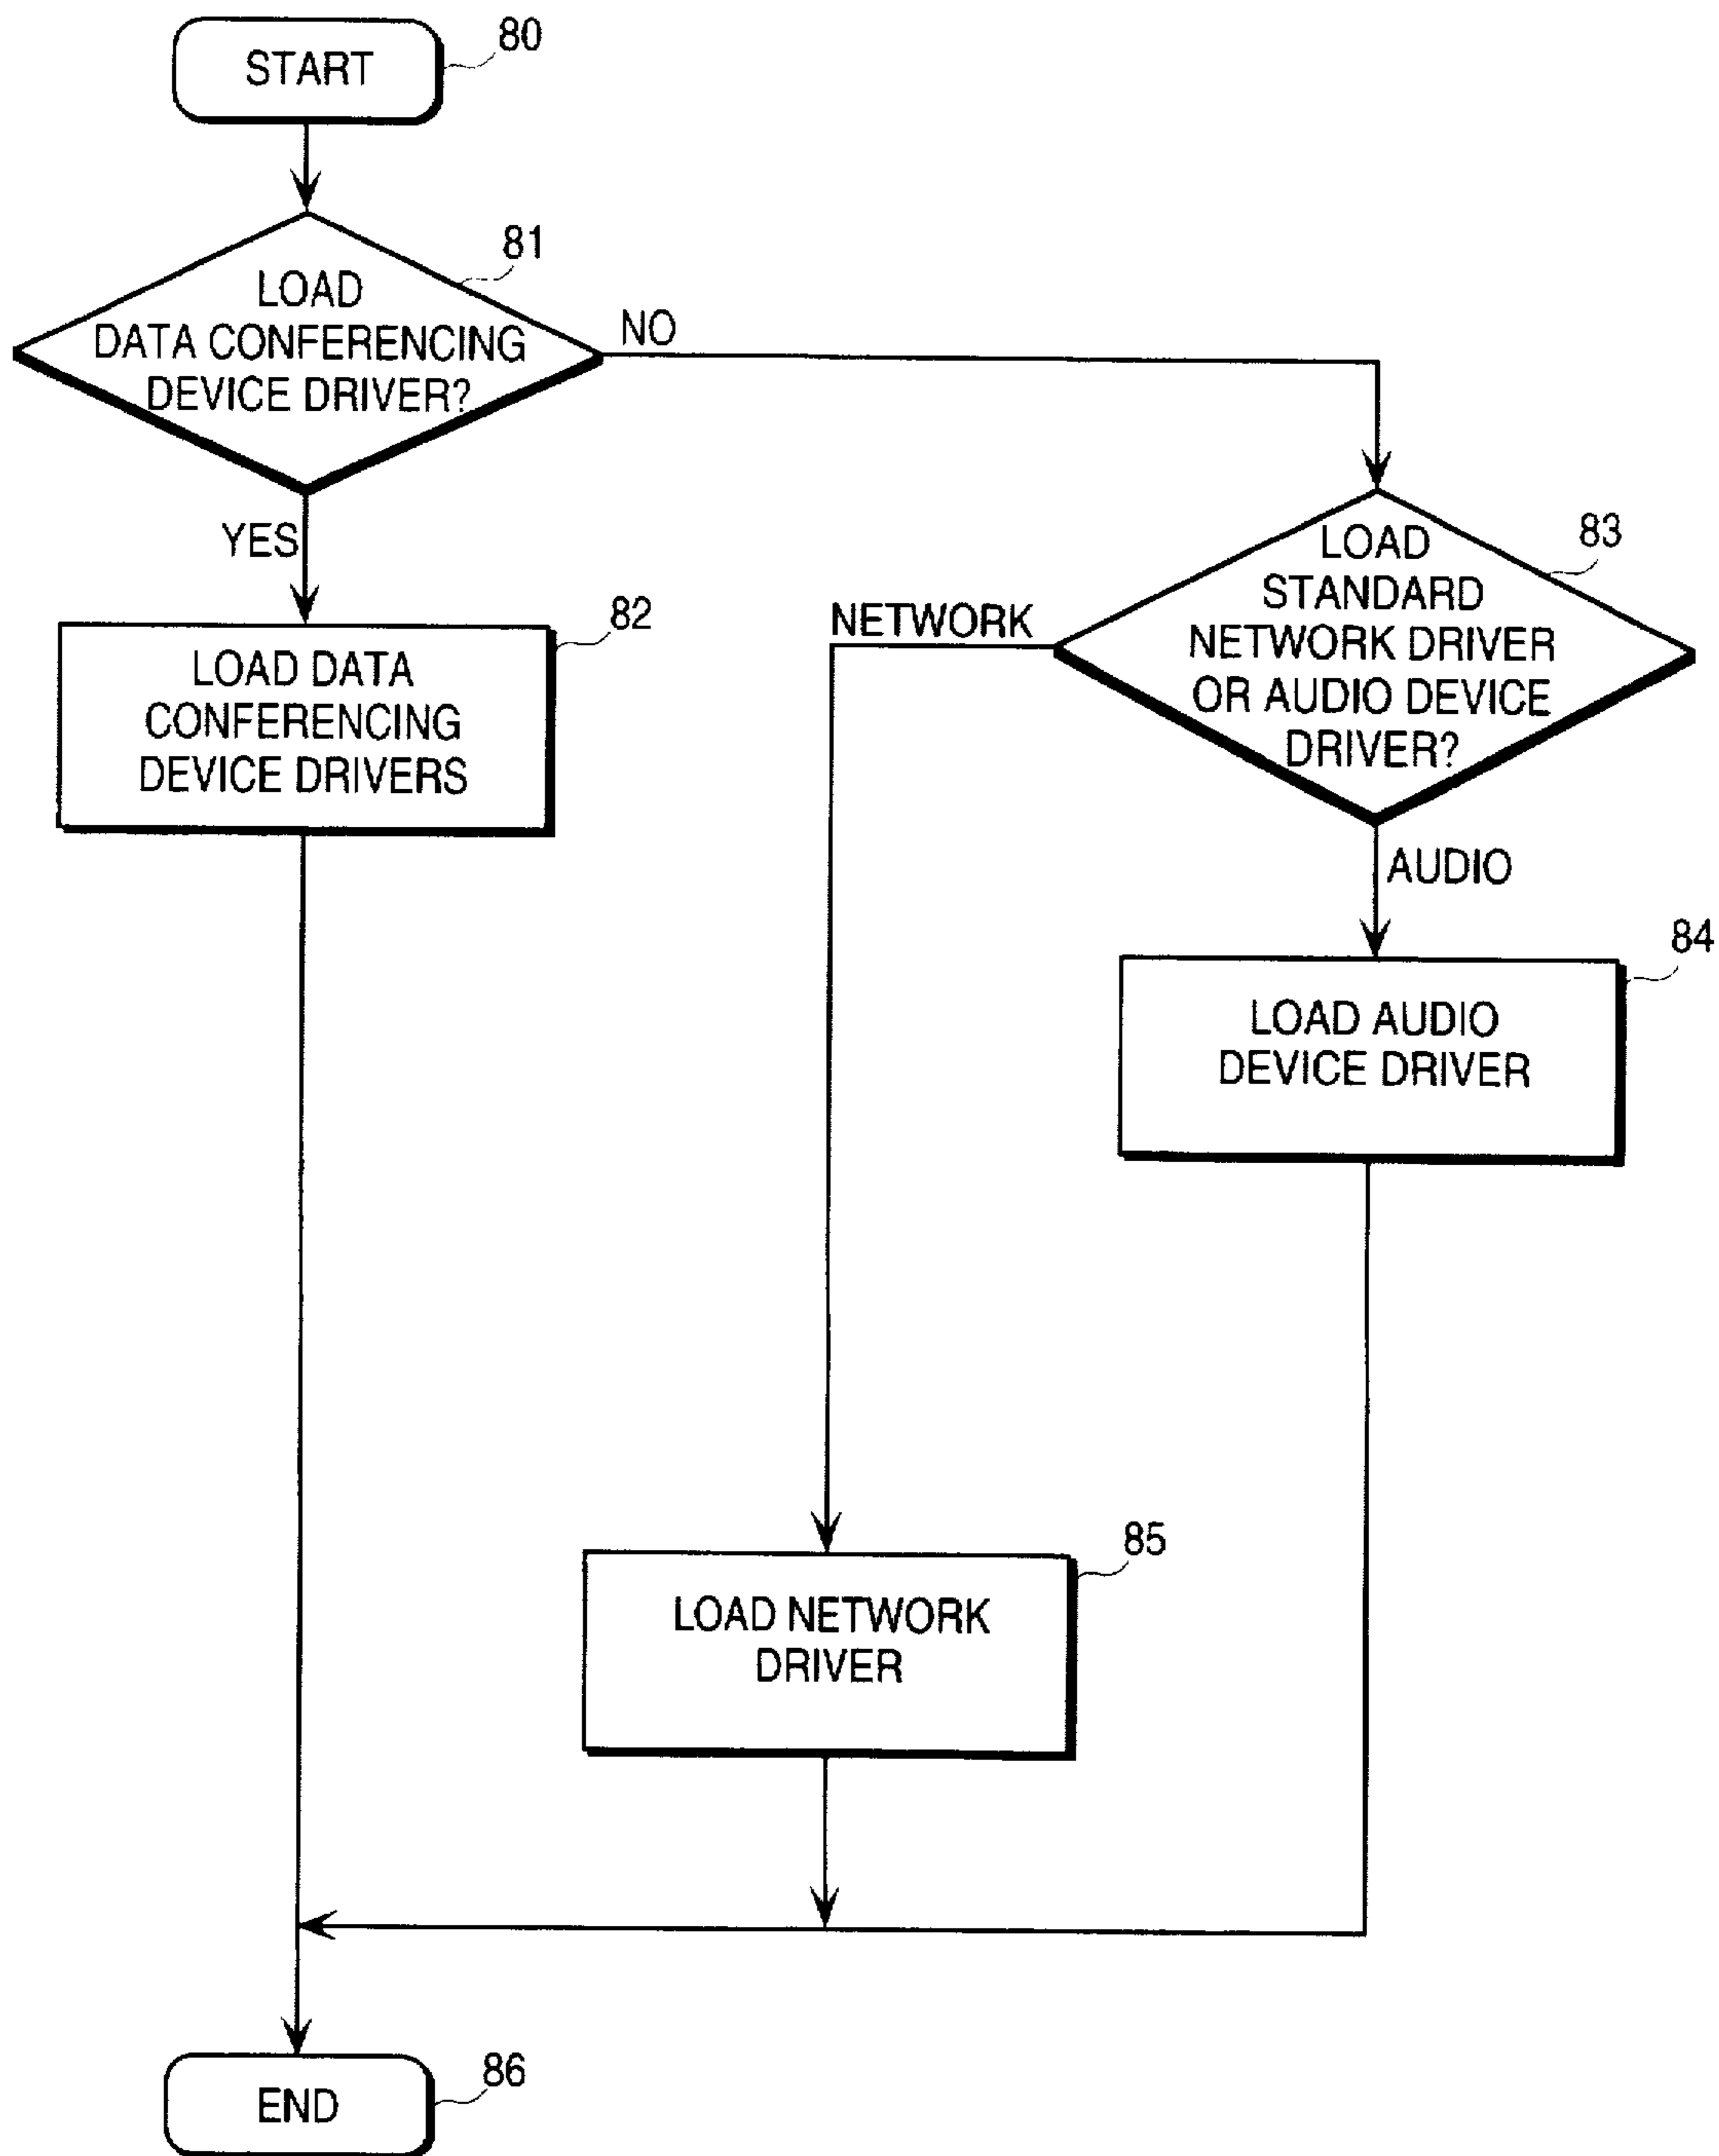 START
80
LOAD
DATA CONFERENCING
DEVICE DRIVER?
81
NO
YES
LOAD DATA
CONFERENCING
DEVICE DRIVERS
82
LOAD
STANDARD
NETWORK DRIVER
OR AUDIO DEVICE
DRIVER?
83
NETWORK
AUDIO
LOAD AUDIO
DEVICE DRIVER
84
LOAD NETWORK
DRIVER
85
END
86